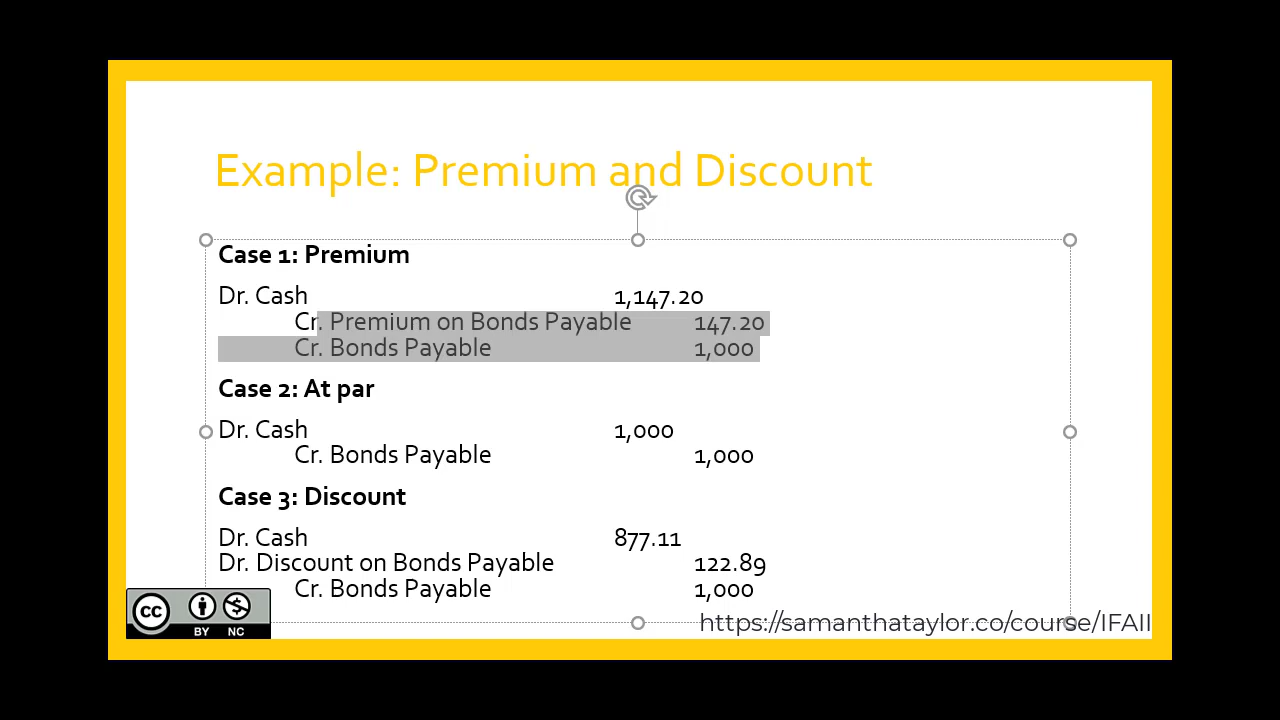 Example: Premium and Discount
Case 1: Premium
Dr. Cash 1,147.20
Cr. Premium on Bonds Payable 147.20
Cr. Bonds Payable 1,000
Case 2: At par
Dr. Cash 1,000
Cr. Bonds Payable 1,000
Case 3: Discount
Dr. Cash 877.11
Dr. Discount on Bonds Payable 122.89
Cr. Bonds Payable 1,000
cc BY NC
https://samanthataylor.co/course/IFAII